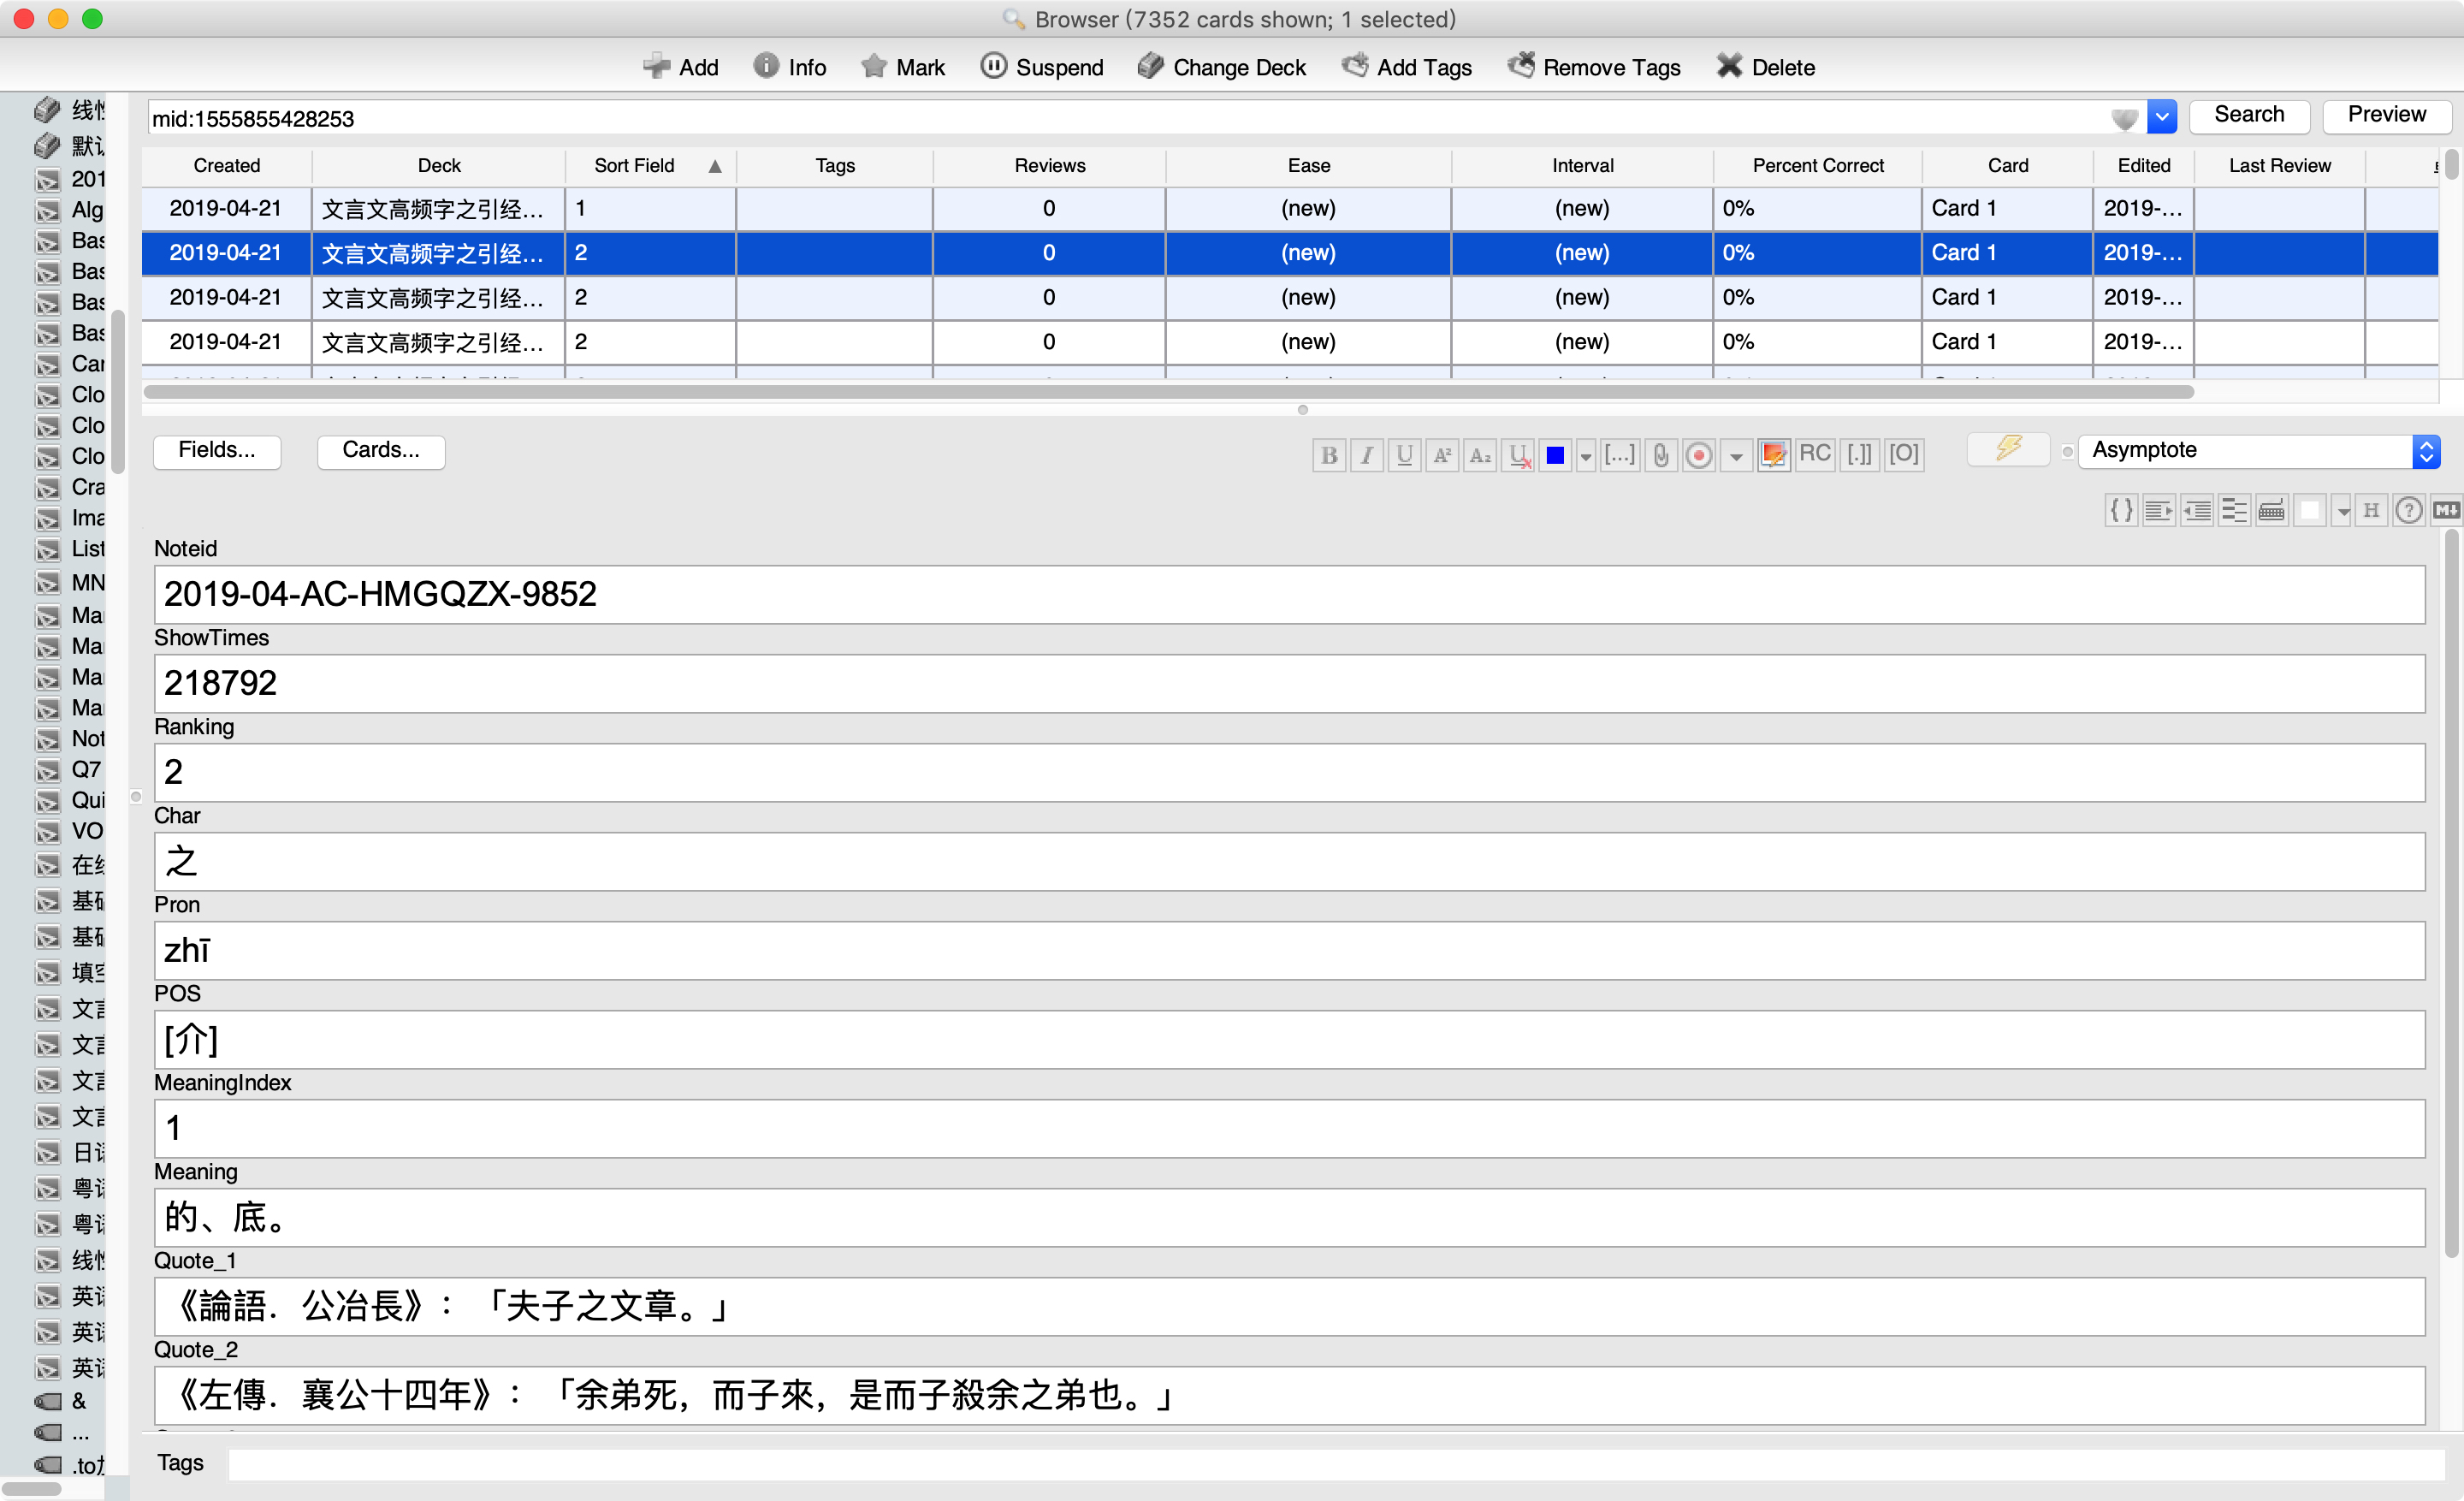 Browser (7352 cards shown; 1 selected)
Add Info Mark Suspend Change Deck Add Tags Remove Tags Delete
mid:1555855428253 Search Preview
Created Deck Sort Field Tags Reviews Ease Interval Percent Correct Card Edited Last Review
2019-04-21 文言文高频字之引经... 1 0 (new) (new) 0% Card 1 2019-...
2019-04-21 文言文高频字之引经... 2 0 (new) (new) 0% Card 1 2019-...
2019-04-21 文言文高频字之引经... 2 0 (new) (new) 0% Card 1 2019-...
2019-04-21 文言文高频字之引经... 2 0 (new) (new) 0% Card 1 2019-...
Fields... Cards... B I U A² A₂ U [...] RC [.]] [O] Asymptote
{} H ? M
Noteid
2019-04-AC-HMGQZX-9852
ShowTimes
218792
Ranking
2
Char
之
Pron
zhī
POS
[介]
MeaningIndex
1
Meaning
的、底。
Quote_1
《論語．公冶長》：「夫子之文章。」
Quote_2
《左傳．襄公十四年》：「余弟死，而子來，是而子殺余之弟也。」
Tags
线性
默认
201
Alg
Bas
Bas
Bas
Bas
Car
Clo
Clo
Clo
Cra
Ima
List
MN
Mar
Mar
Mar
Mar
Not
Q7
Qui
VO
在线
基础
基础
填空
文言
文言
文言
文言
日语
粤语
粤语
线性
英语
英语
英语
&
...
.to